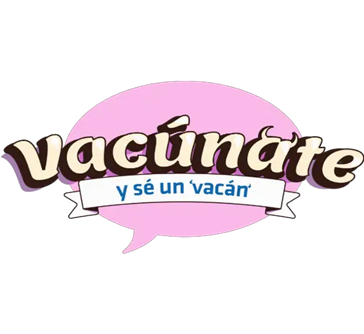 Vacúnate
y sé un 'vacán'